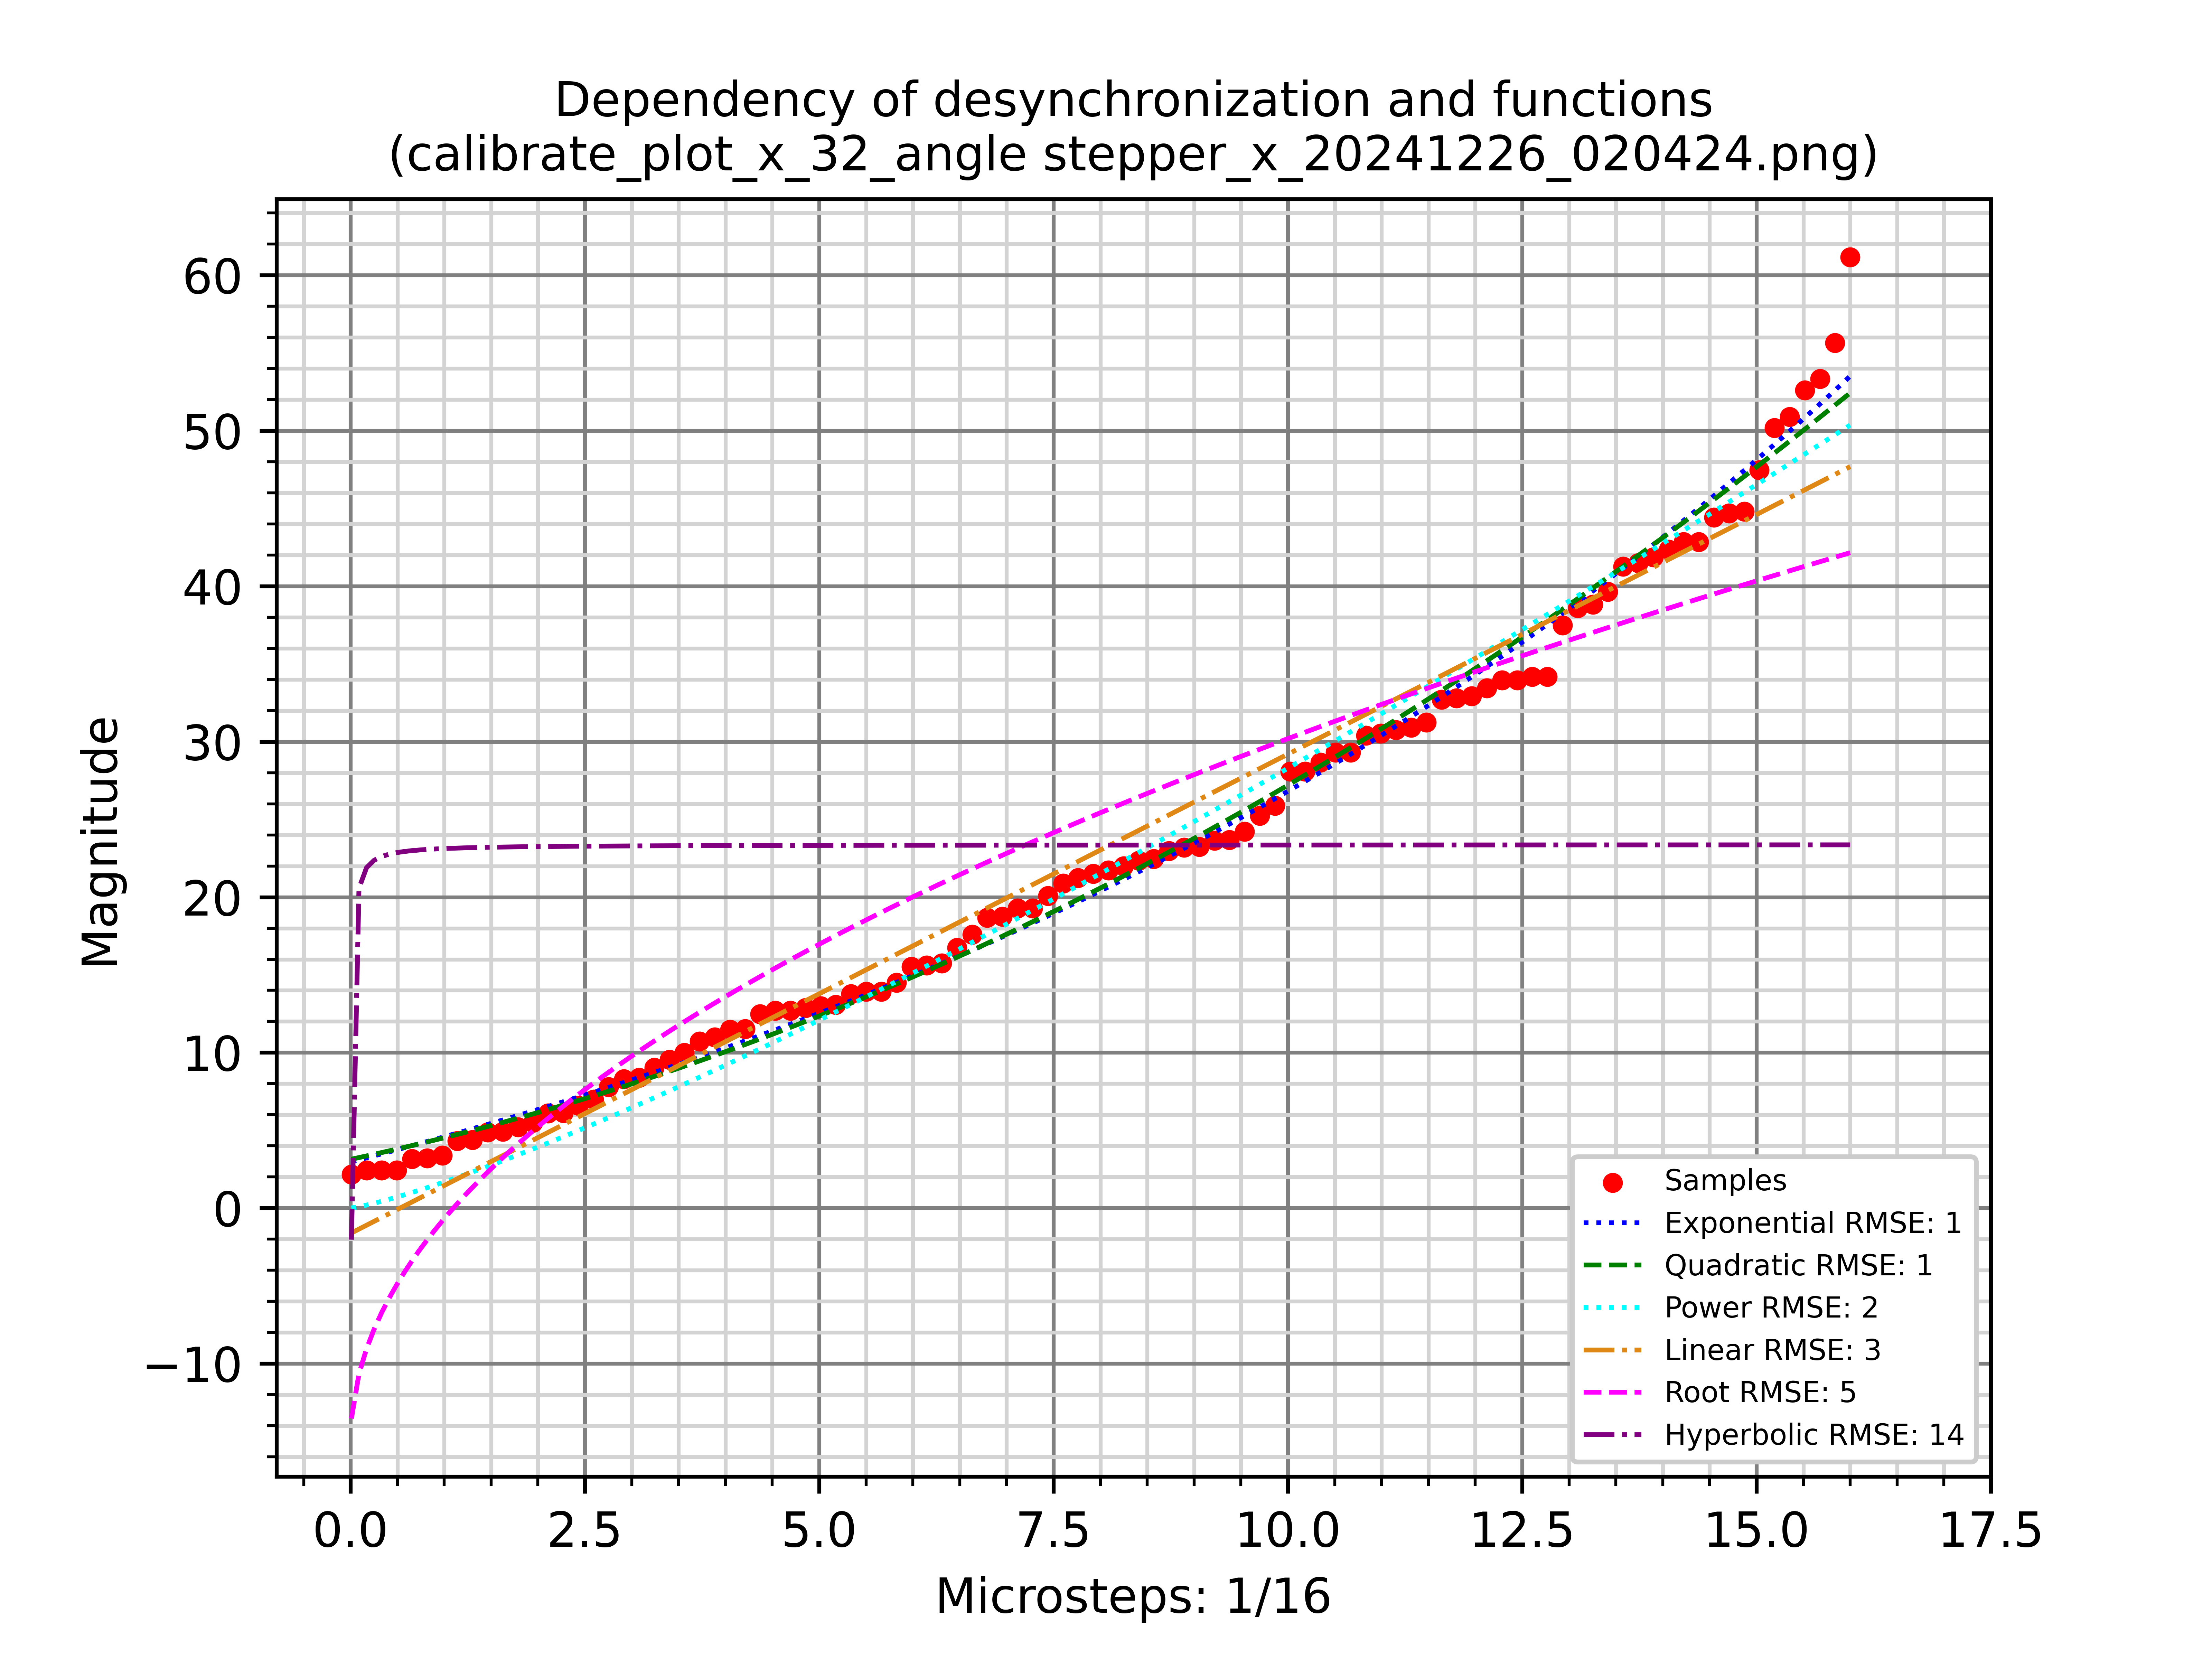 Dependency of desynchronization and functions
(calibrate_plot_x_32_angle stepper_x_20241226_020424.png)
Magnitude
60
50
40
30
20
10
0
−10
Samples
Exponential RMSE: 1
Quadratic RMSE: 1
Power RMSE: 2
Linear RMSE: 3
Root RMSE: 5
Hyperbolic RMSE: 14
0.0 2.5 5.0 7.5 10.0 12.5 15.0 17.5
Microsteps: 1/16